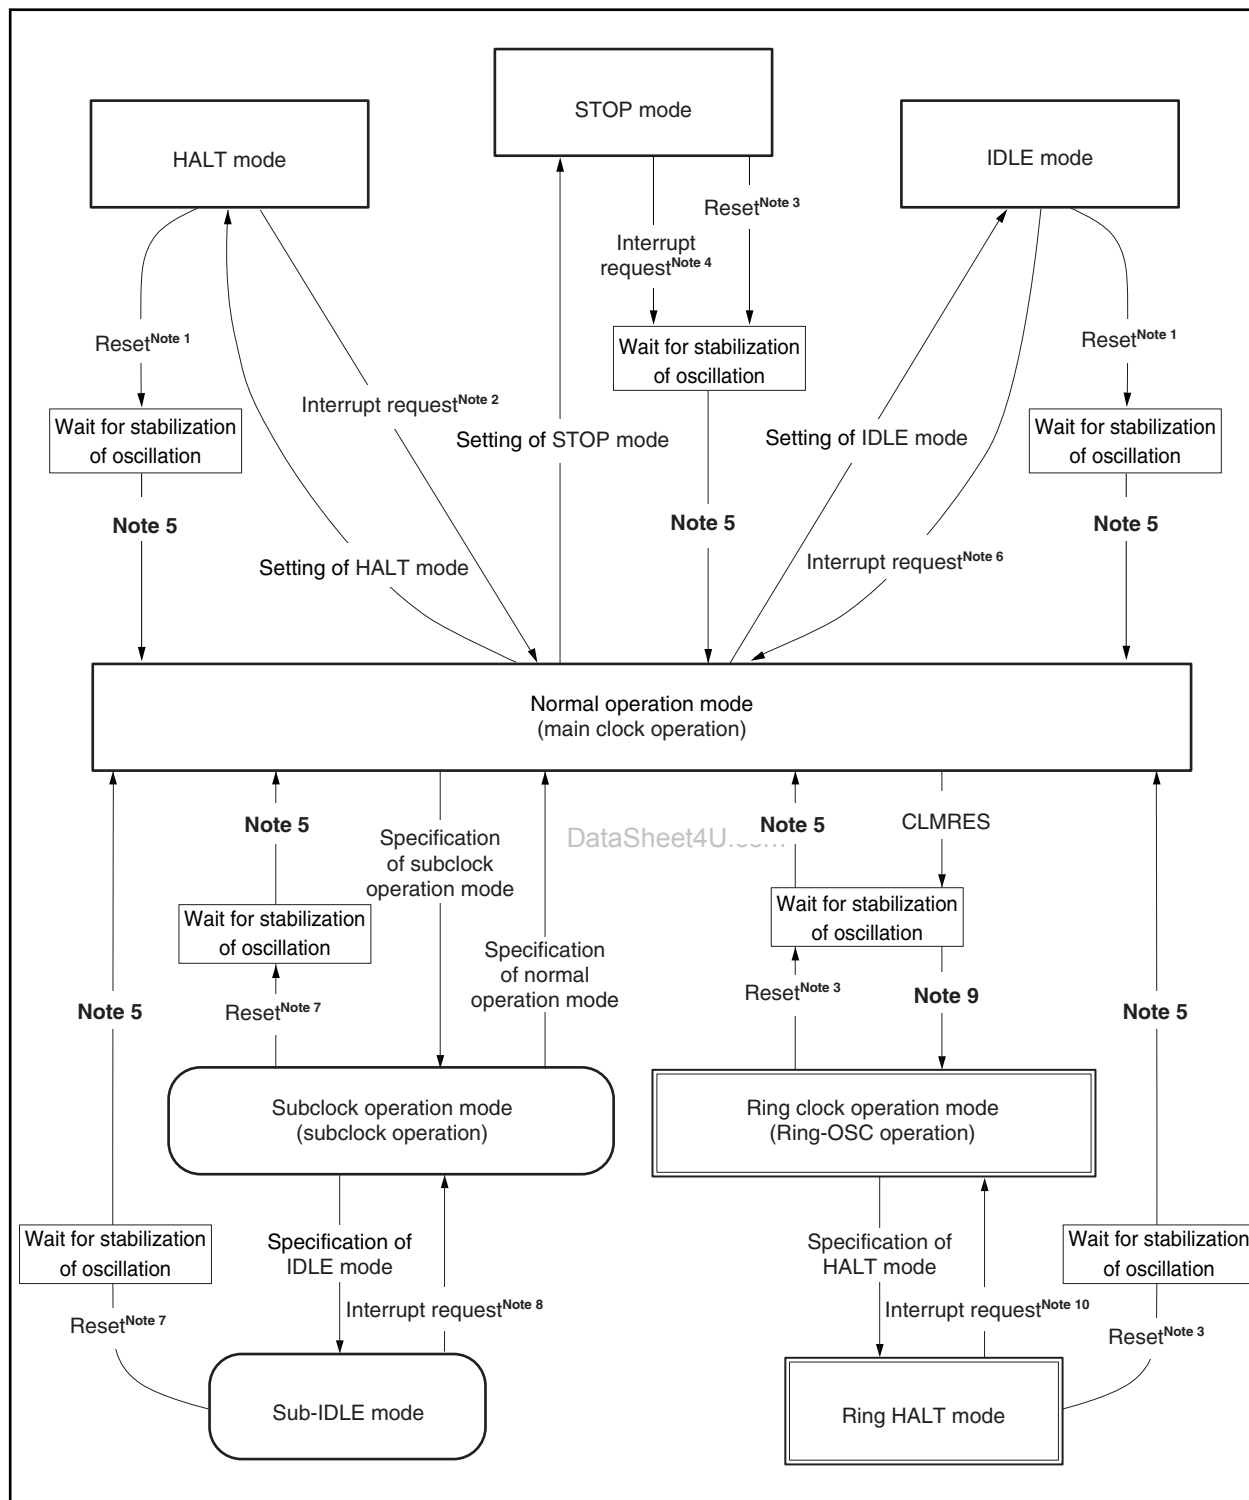 STOP mode
HALT mode
IDLE mode
Reset Note 3
Interrupt
request Note 4
Reset Note 1
Wait for stabilization
of oscillation
Reset Note 1
Interrupt request Note 2
Wait for stabilization
of oscillation
Setting of STOP mode
Setting of IDLE mode
Wait for stabilization
of oscillation
Note 5
Note 5
Note 5
Setting of HALT mode
Interrupt request Note 6
Normal operation mode
(main clock operation)
Note 5
Specification
of subclock
operation mode
DataSheet4U.com
Note 5
CLMRES
Wait for stabilization
of oscillation
Wait for stabilization
of oscillation
Specification
of normal
operation mode
Note 5
Reset Note 7
Reset Note 3
Note 9
Note 5
Subclock operation mode
(subclock operation)
Ring clock operation mode
(Ring-OSC operation)
Wait for stabilization
of oscillation
Specification of
IDLE mode
Specification of
HALT mode
Wait for stabilization
of oscillation
Reset Note 7
Interrupt request Note 8
Interrupt request Note 10
Reset Note 3
Sub-IDLE mode
Ring HALT mode